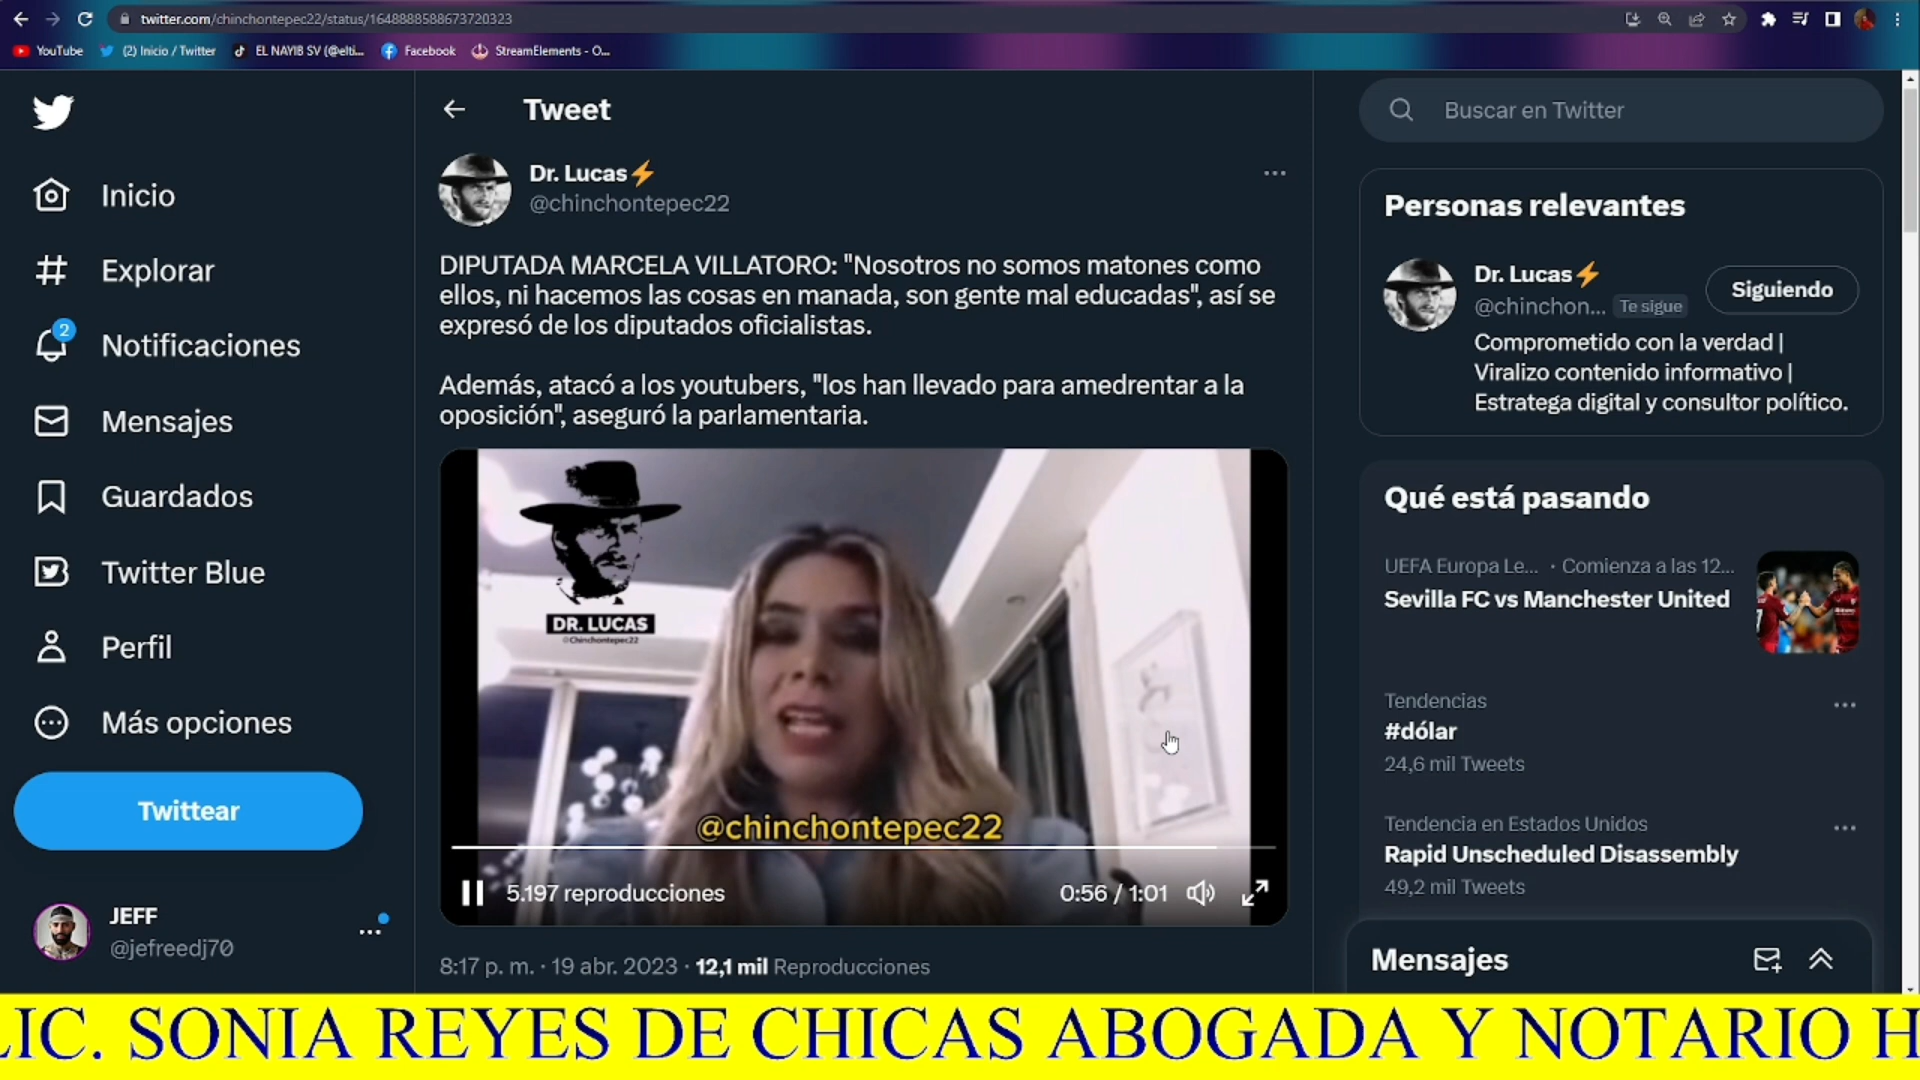 twitter.com/chinchontepec22/status/1648888588673720323
YouTube
(2) Inicio / Twitter
EL NAYIB SV (@elti...
Facebook
StreamElements - O...
Inicio
Explorar
2
Notificaciones
Mensajes
Guardados
Twitter Blue
Perfil
Más opciones
Twittear
JEFF
@jefreedj70
Tweet
Dr. Lucas⚡
@chinchontepec22
DIPUTADA MARCELA VILLATORO: "Nosotros no somos matones como
ellos, ni hacemos las cosas en manada, son gente mal educadas", así se
expresó de los diputados oficialistas.
Además, atacó a los youtubers, "los han llevado para amedrentar a la
oposición", aseguró la parlamentaria.
DR. LUCAS
@Chinchontepec22
@chinchontepec22
5.197 reproducciones
0:56 / 1:01
8:17 p. m. · 19 abr. 2023 · 12,1 mil Reproducciones
Buscar en Twitter
Personas relevantes
Dr. Lucas⚡
@chinchon... Te sigue
Siguiendo
Comprometido con la verdad |
Viralizo contenido informativo |
Estratega digital y consultor político.
Qué está pasando
UEFA Europa Le... · Comienza a las 12...
Sevilla FC vs Manchester United
Tendencias
#dólar
24,6 mil Tweets
Tendencia en Estados Unidos
Rapid Unscheduled Disassembly
49,2 mil Tweets
Mensajes
LIC. SONIA REYES DE CHICAS ABOGADA Y NOTARIO H